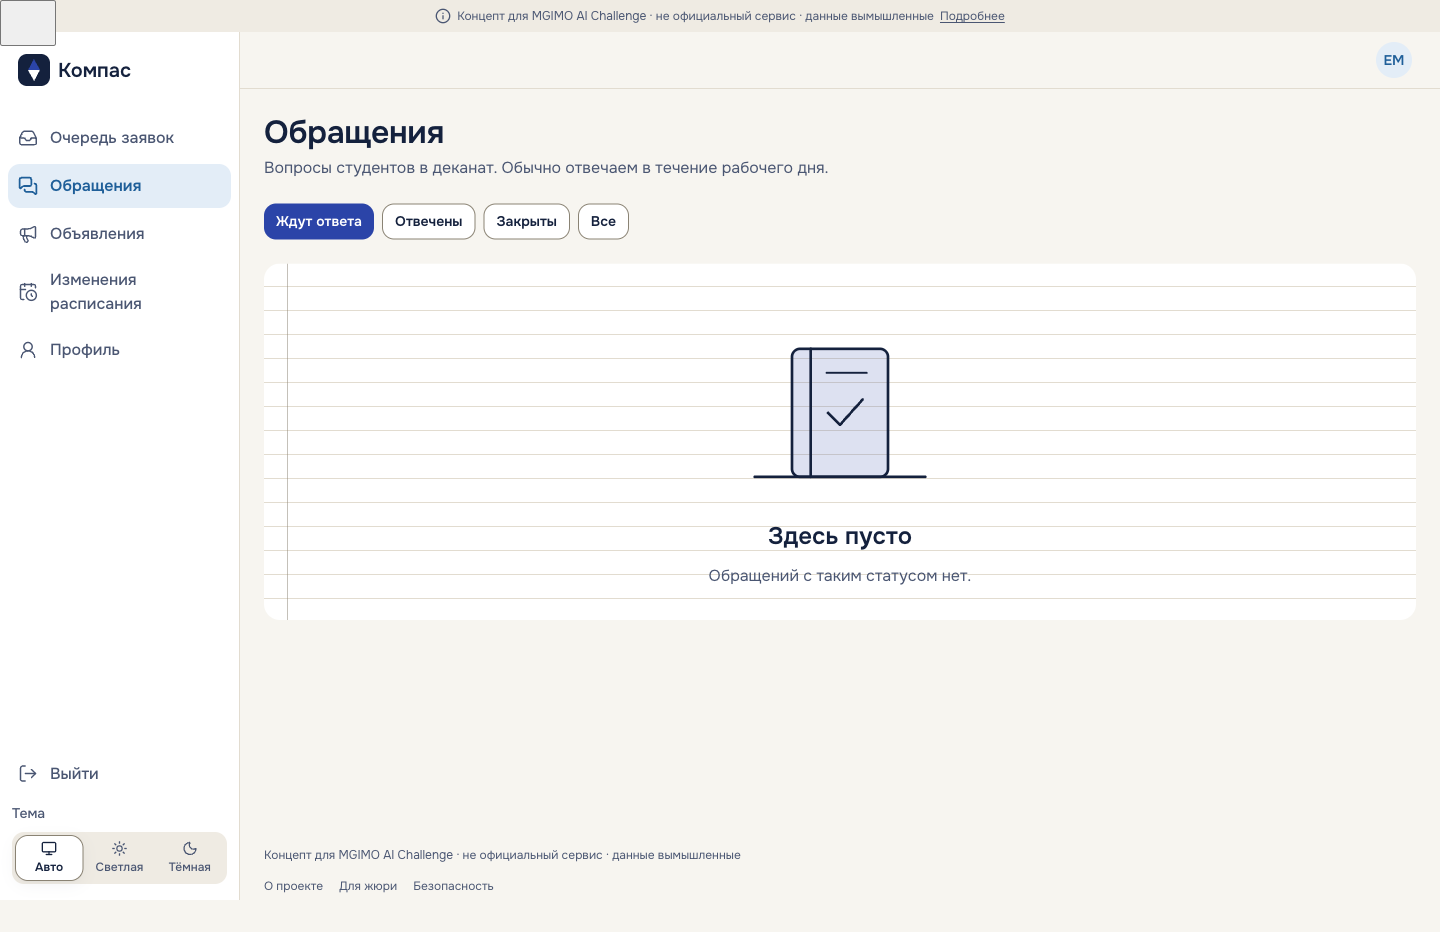 Концепт для MGIMO AI Challenge · не официальный сервис · данные вымышленные Подробнее
Компас
EM
Очередь заявок
Обращения
Объявления
Изменения
расписания
Профиль
Обращения
Вопросы студентов в деканат. Обычно отвечаем в течение рабочего дня.
Ждут ответа
Отвечены
Закрыты
Все
Здесь пусто
Обращений с таким статусом нет.
Выйти
Тема
Авто
Светлая
Тёмная
Концепт для MGIMO AI Challenge · не официальный сервис · данные вымышленные
О проекте
Для жюри
Безопасность